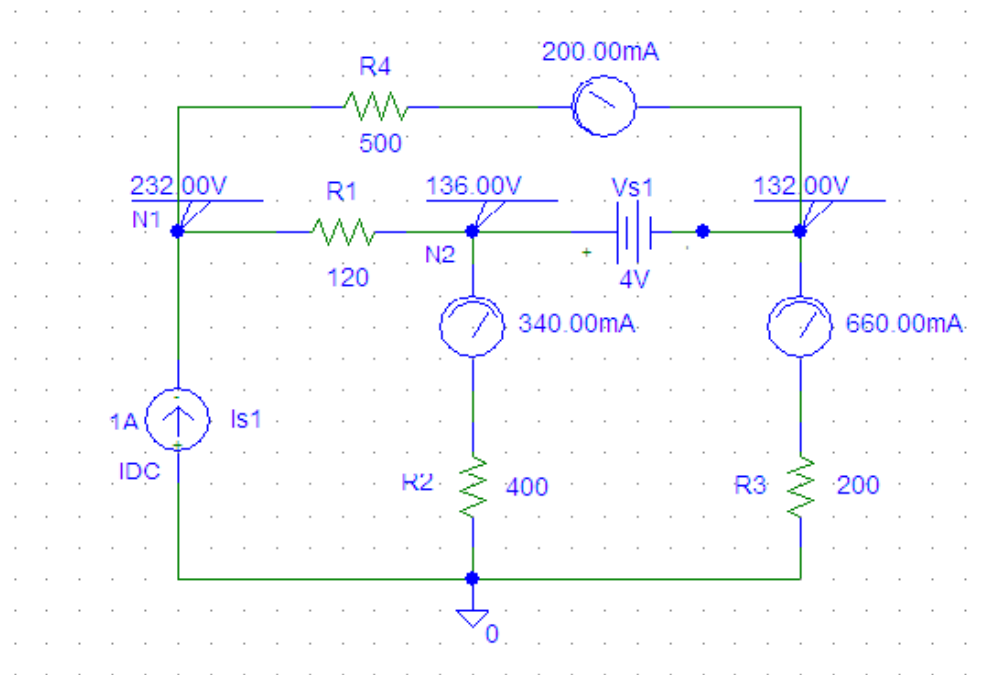 200.00mA
R4
500
232.00V
R1
136.00V
Vs1
132.00V
N1
N2
+
120
4V
340.00mA
660.00mA
1A
-
+
Is1
IDC
R2
400
R3
200
0